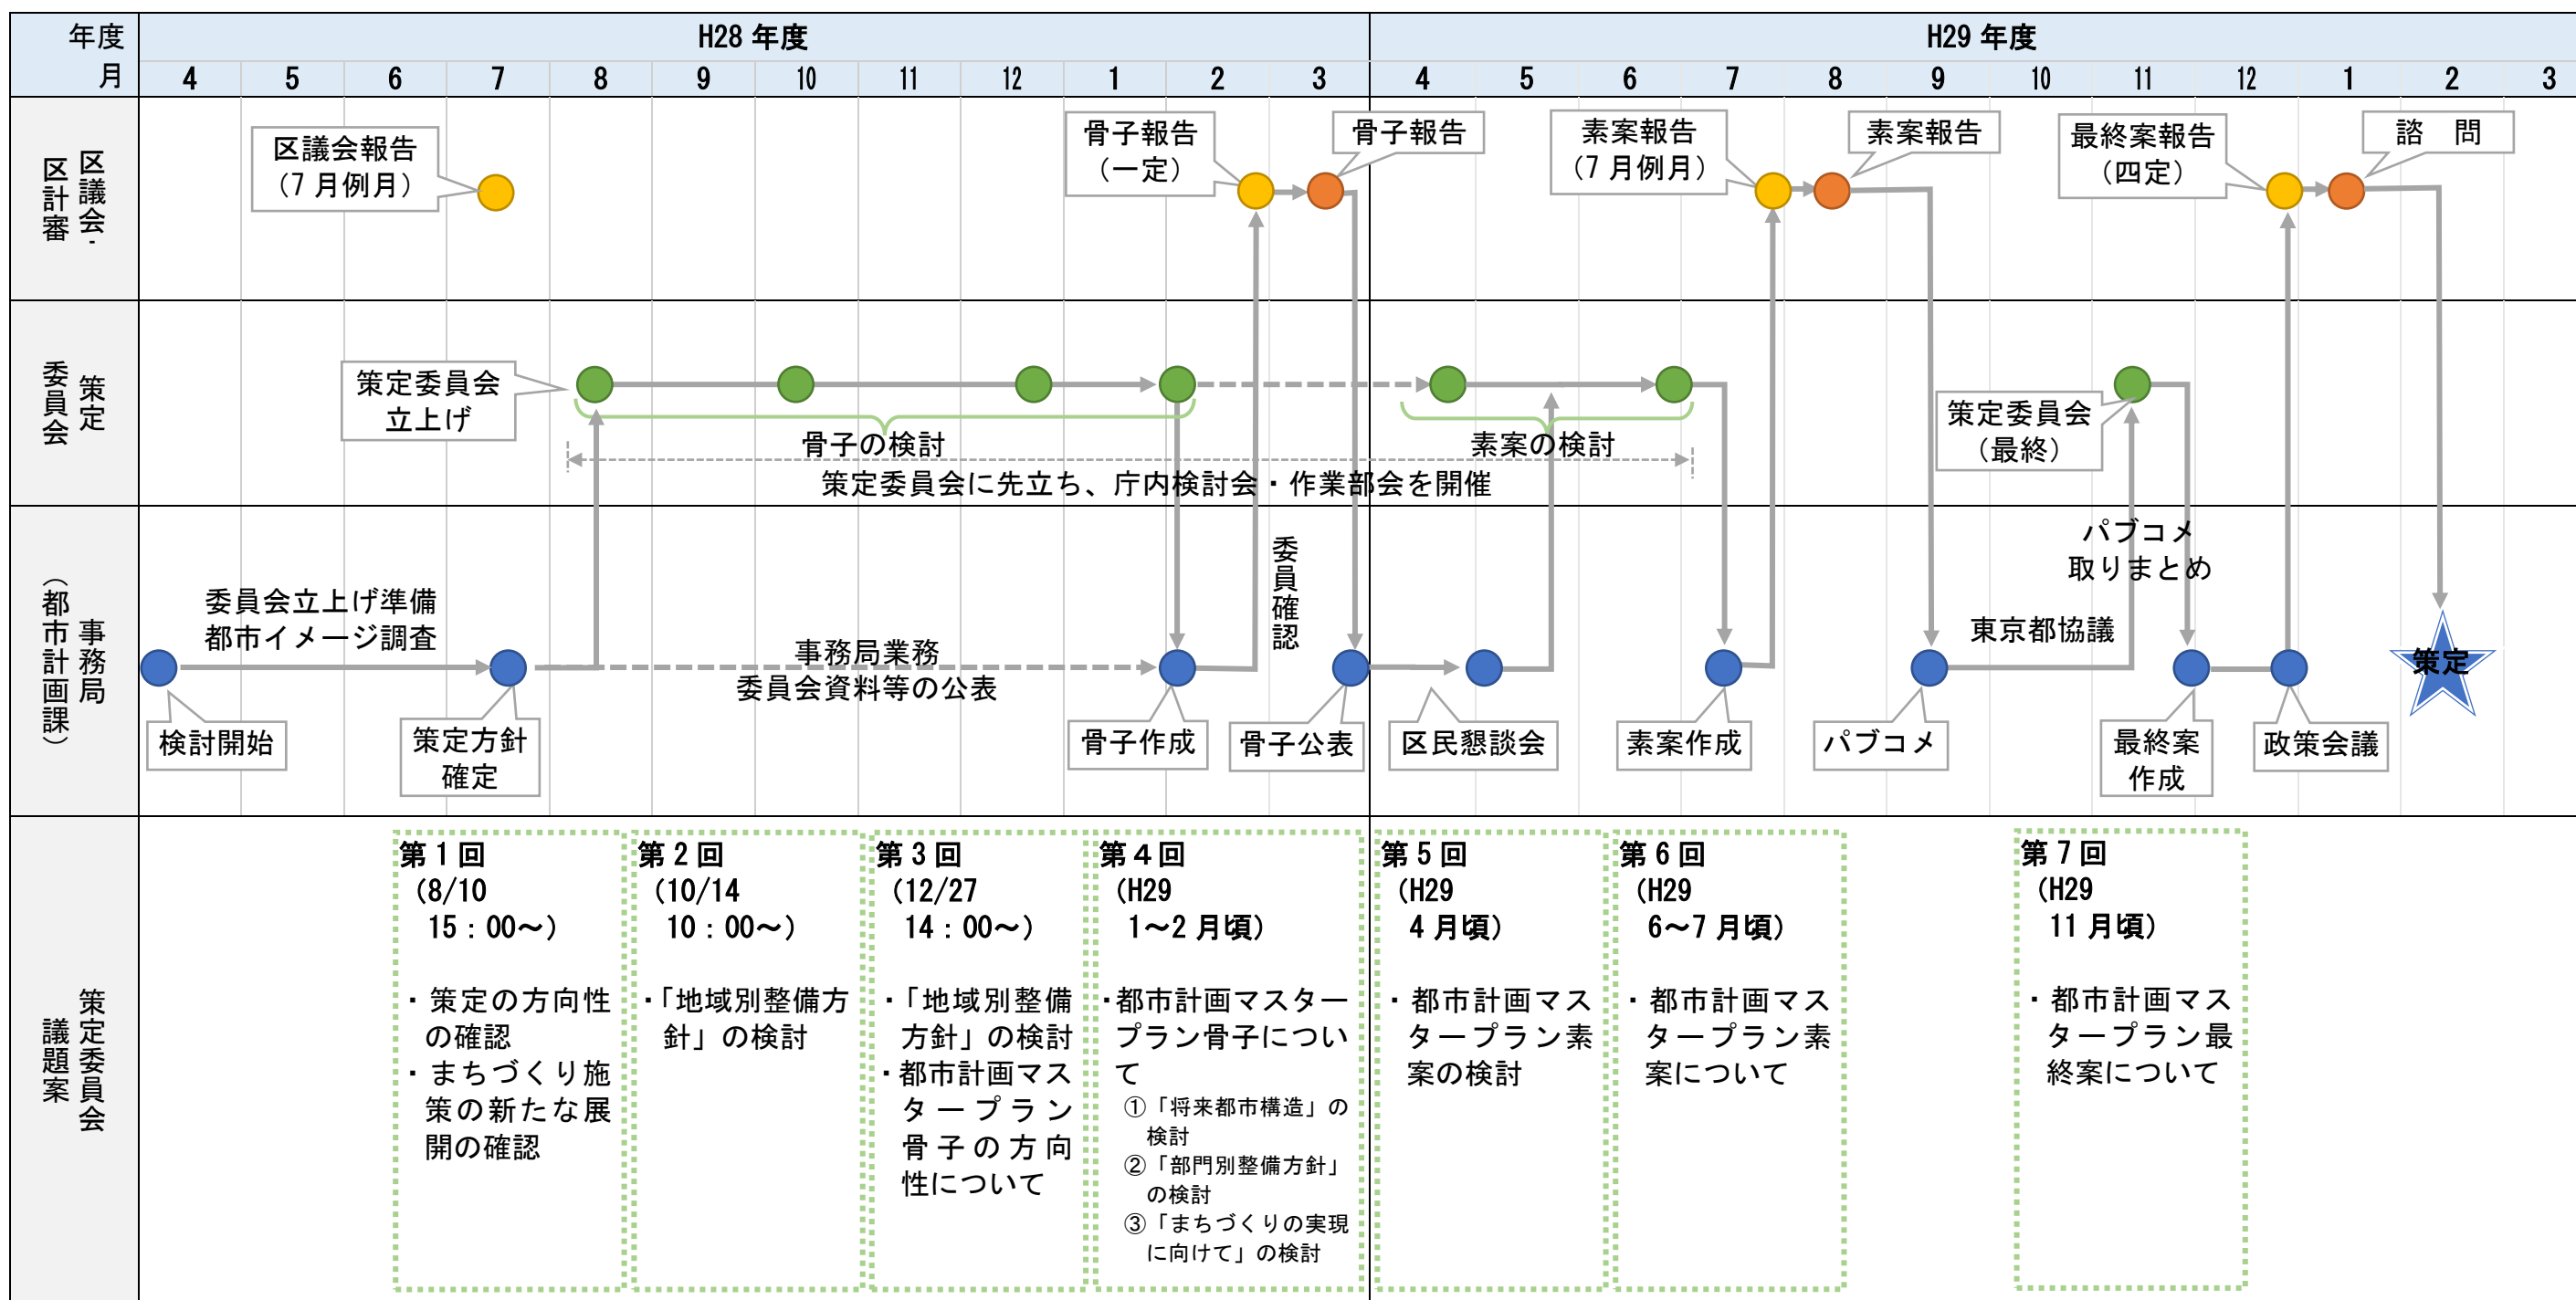 年度
H28 年度
H29 年度
月
4 5 6 7 8 9 10 11 12 1 2 3 4 5 6 7 8 9 10 11 12 1 2 3
区議会・
区計審
区議会報告
（7 月例月）
骨子報告
（一定）
骨子報告
素案報告
（7 月例月）
素案報告
最終案報告
（四定）
諮　問
策定
委員会
策定委員会
立上げ
骨子の検討
素案の検討
策定委員会に先立ち、庁内検討会・作業部会を開催
策定委員会
（最終）
事務局
（都市計画課）
委員会立上げ準備
都市イメージ調査
事務局業務
委員会資料等の公表
委員確認
パブコメ
取りまとめ
東京都協議
策定
検討開始
策定方針
確定
骨子作成
骨子公表
区民懇談会
素案作成
パブコメ
最終案
作成
政策会議
策定委員会
議題案
第 1 回
（8/10
15：00～）
・策定の方向性
の確認
・まちづくり施
策の新たな展
開の確認
第 2 回
（10/14
10：00～）
・「地域別整備方
針」の検討
第 3 回
（12/27
14：00～）
・「地域別整備
方針」の検討
・都市計画マス
タープラン
骨子の方向
性について
第４回
（H29
1～2 月頃）
・都市計画マスター
プラン骨子につい
て
①「将来都市構造」の
検討
②「部門別整備方針」
の検討
③「まちづくりの実現
に向けて」の検討
第 5 回
（H29
4 月頃）
・都市計画マス
タープラン素
案の検討
第 6 回
（H29
6～7 月頃）
・都市計画マス
タープラン素
案について
第 7 回
（H29
11 月頃）
・都市計画マス
タープラン最
終案について